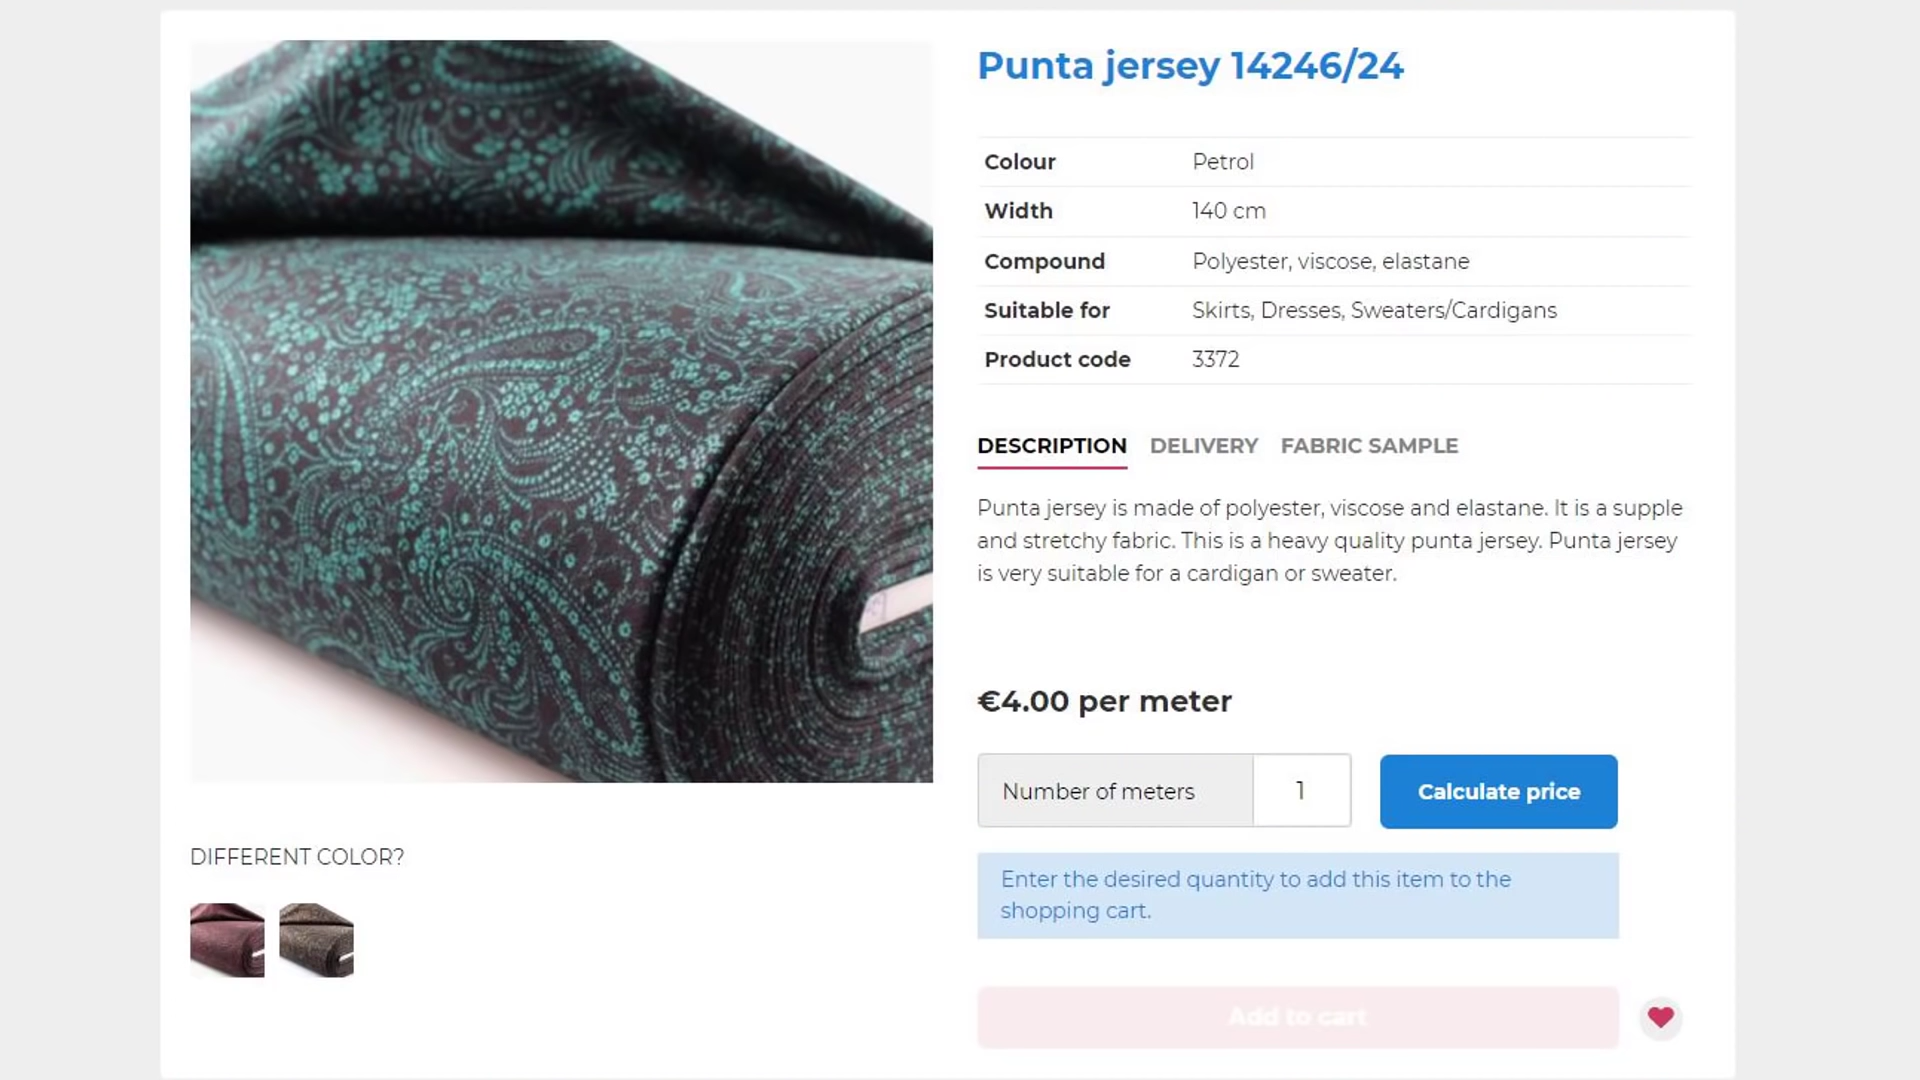 Punta jersey 14246/24
Colour Petrol
Width 140 cm
Compound Polyester, viscose, elastane
Suitable for Skirts, Dresses, Sweaters/Cardigans
Product code 3372
DESCRIPTION DELIVERY FABRIC SAMPLE
Punta jersey is made of polyester, viscose and elastane. It is a supple
and stretchy fabric. This is a heavy quality punta jersey. Punta jersey
is very suitable for a cardigan or sweater.
€4.00 per meter
Number of meters 1 Calculate price
Enter the desired quantity to add this item to the
shopping cart.
Add to cart
DIFFERENT COLOR?